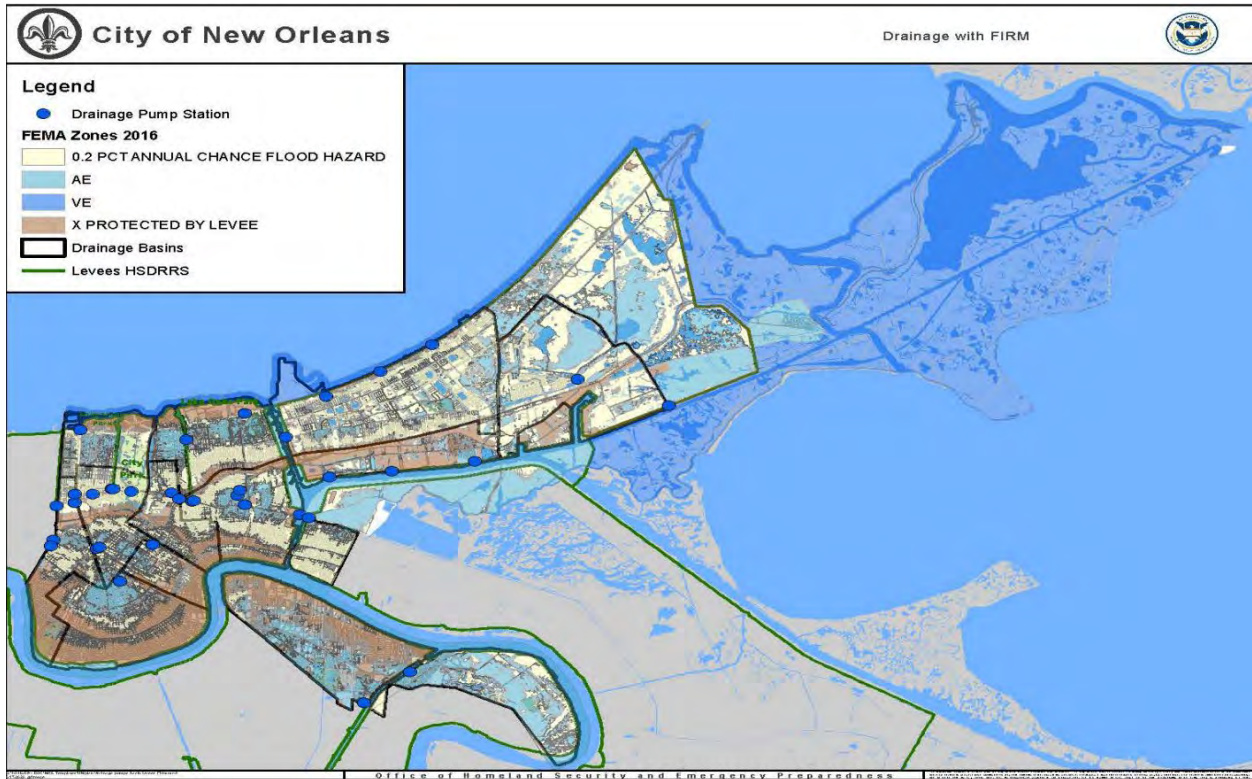 City of New Orleans
Drainage with FIRM
Legend
Drainage Pump Station
FEMA Zones 2016
0.2 PCT ANNUAL CHANCE FLOOD HAZARD
AE
VE
X PROTECTED BY LEVEE
Drainage Basins
Levees HSDRRS
Office of Homeland Security and Emergency Preparedness